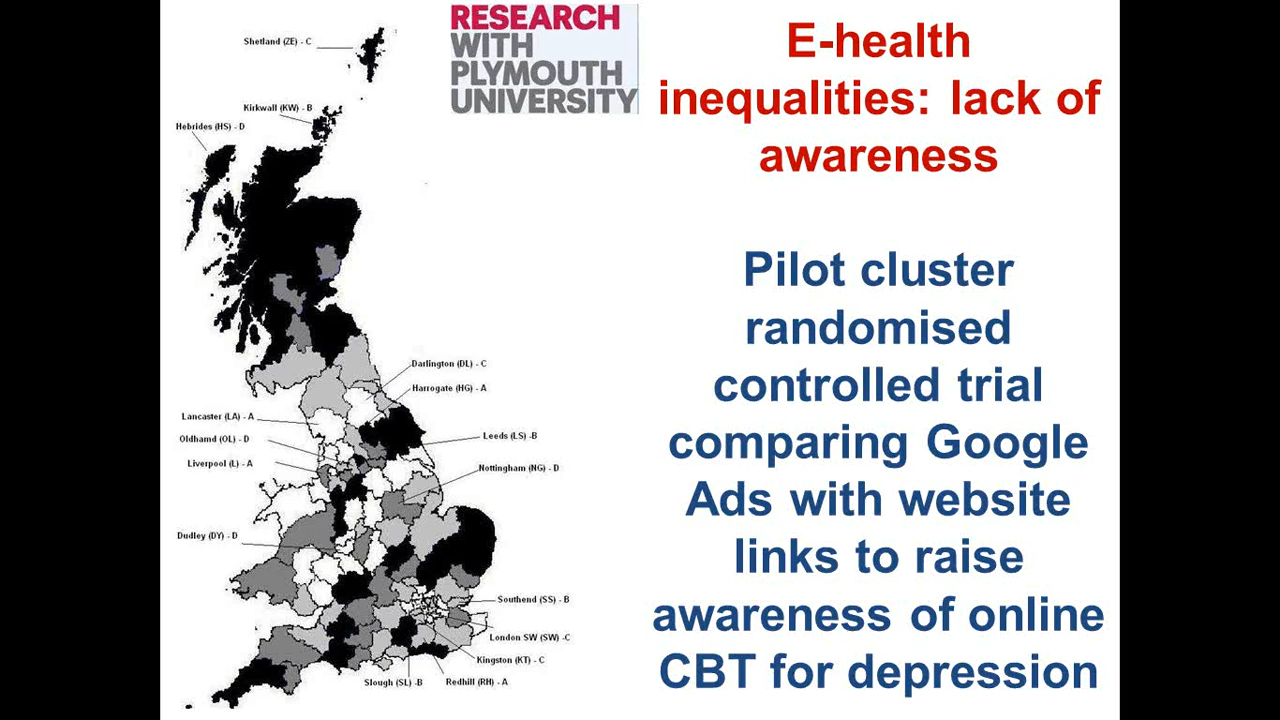 RESEARCH
WITH
PLYMOUTH
UNIVERSITY
E-health
inequalities: lack of
awareness
Pilot cluster
randomised
controlled trial
comparing Google
Ads with website
links to raise
awareness of online
CBT for depression
Shetland (ZE) - C
Kirkwall (KW) - B
Hebrides (HS) - D
Darlington (DL) - C
Harrogate (HG) - A
Lancaster (LA) - A
Leeds (LS) -B
Oldhamd (OL) - D
Liverpool (L) - A
Nottingham (NG) - D
Dudley (DY) - D
Southend (SS) - B
London SW (SW) -C
Kingston (KT) - C
Slough (SL) -B
Redhill (RH) - A